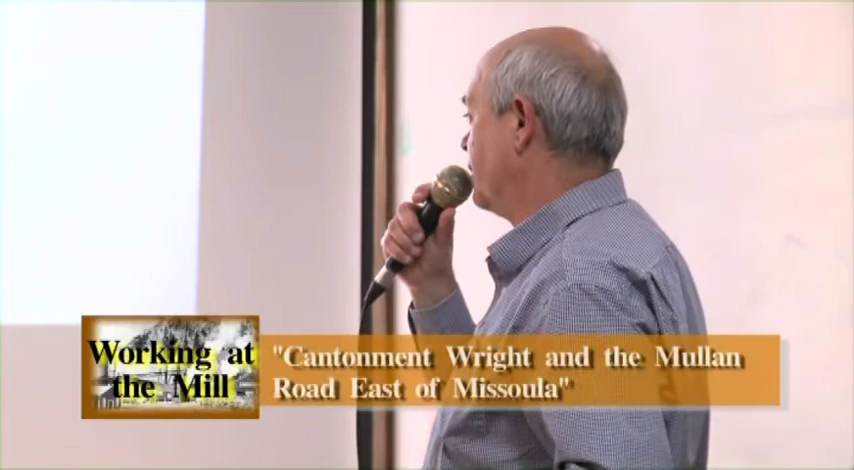 Working at
the Mill
"Cantonment Wright and the Mullan
Road East of Missoula"